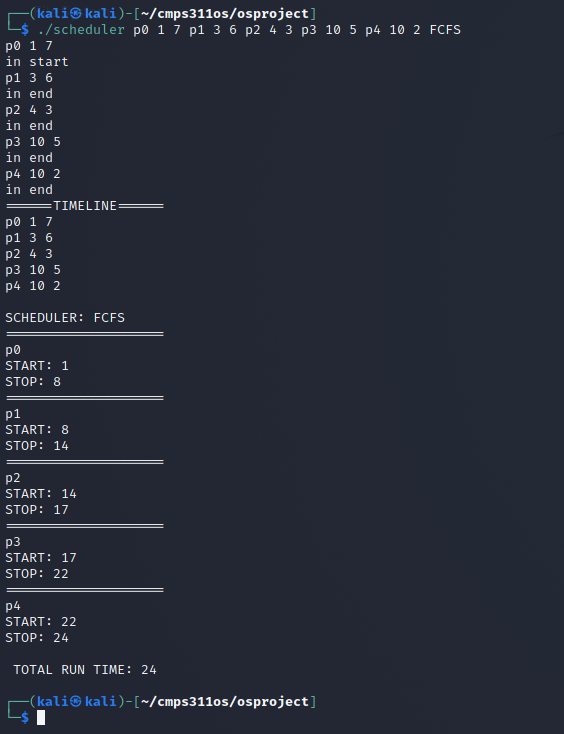 ┌──(kali㉿kali)-[~/cmps311os/osproject]
└─$ ./scheduler p0 1 7 p1 3 6 p2 4 3 p3 10 5 p4 10 2 FCFS
p0 1 7
in start
p1 3 6
in end
p2 4 3
in end
p3 10 5
in end
p4 10 2
in end
======TIMELINE======
p0 1 7
p1 3 6
p2 4 3
p3 10 5
p4 10 2
SCHEDULER: FCFS
====================
p0
START: 1
STOP: 8
====================
p1
START: 8
STOP: 14
====================
p2
START: 14
STOP: 17
====================
p3
START: 17
STOP: 22
====================
p4
START: 22
STOP: 24
TOTAL RUN TIME: 24
┌──(kali㉿kali)-[~/cmps311os/osproject]
└─$